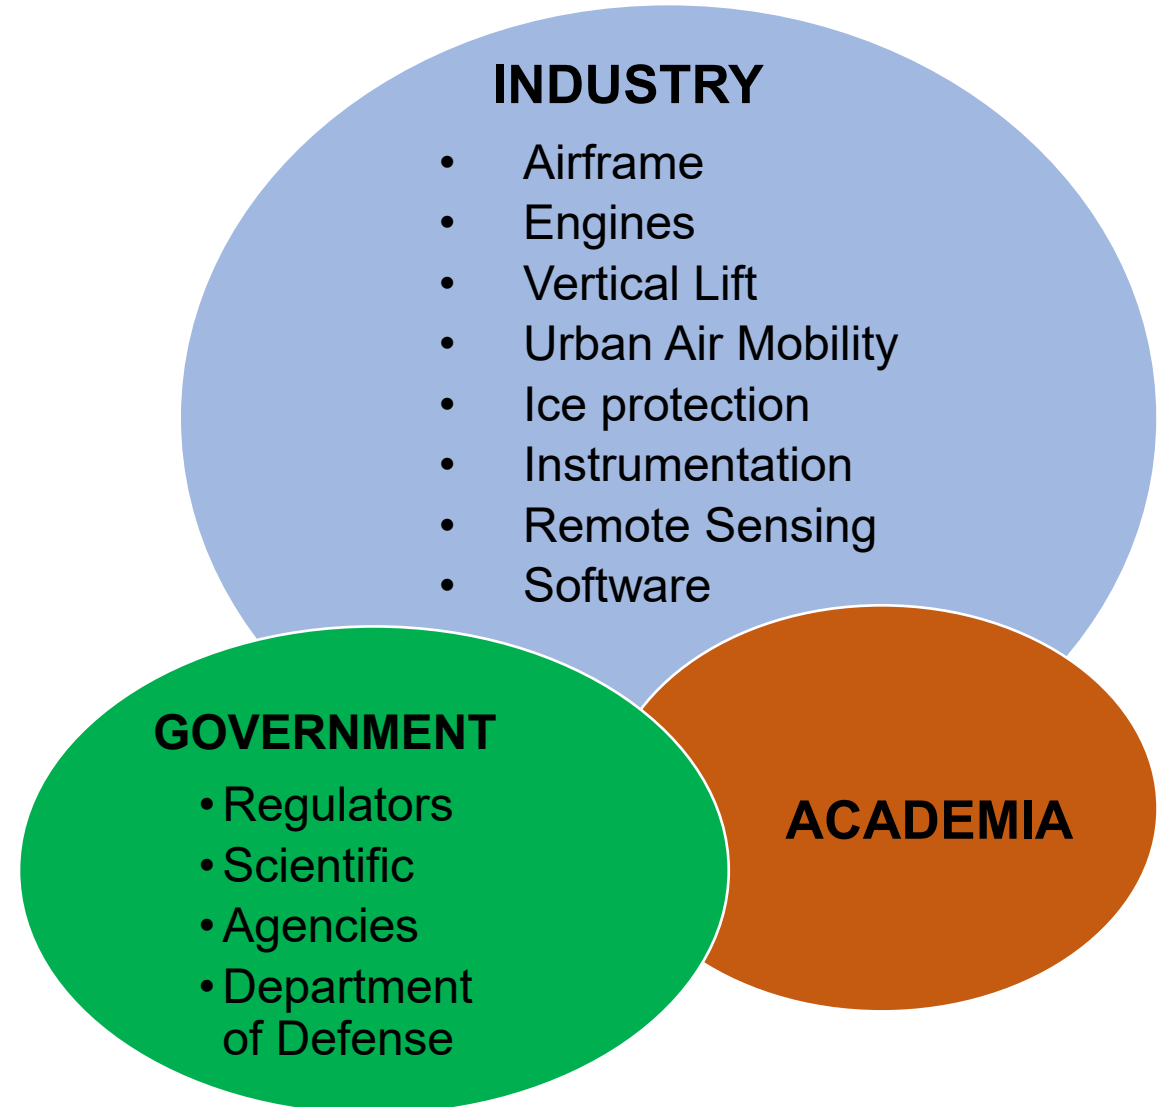 INDUSTRY
• Airframe
• Engines
• Vertical Lift
• Urban Air Mobility
• Ice protection
• Instrumentation
• Remote Sensing
• Software
GOVERNMENT
• Regulators
• Scientific
• Agencies
• Department
of Defense
ACADEMIA